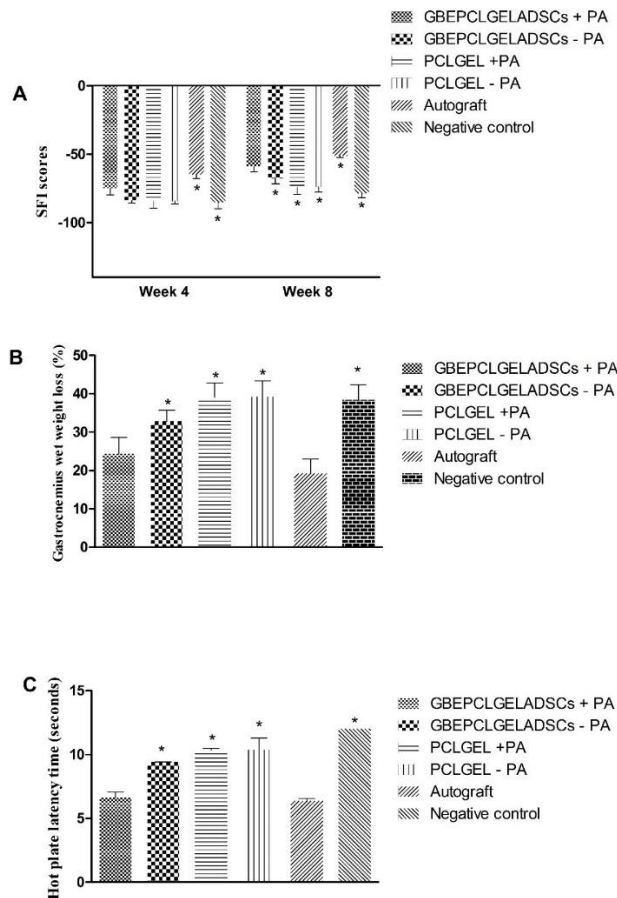 GBEPCLGELADSCs + PA
GBEPCLGELADSCs - PA
PCLGEL +PA
PCLGEL - PA
Autograft
Negative control
A
SFI scores
0
-50
-100
* * * * * * *
Week 4
Week 8
B
Gastrocnemius wet weight loss (%)
50
40
30
20
10
0
* * * *
GBEPCLGELADSCs + PA
GBEPCLGELADSCs - PA
PCLGEL +PA
PCLGEL - PA
Autograft
Negative control
C
Hot plate latency time (seconds)
15
10
5
0
* * * *
GBEPCLGELADSCs + PA
GBEPCLGELADSCs - PA
PCLGEL +PA
PCLGEL - PA
Autograft
Negative control